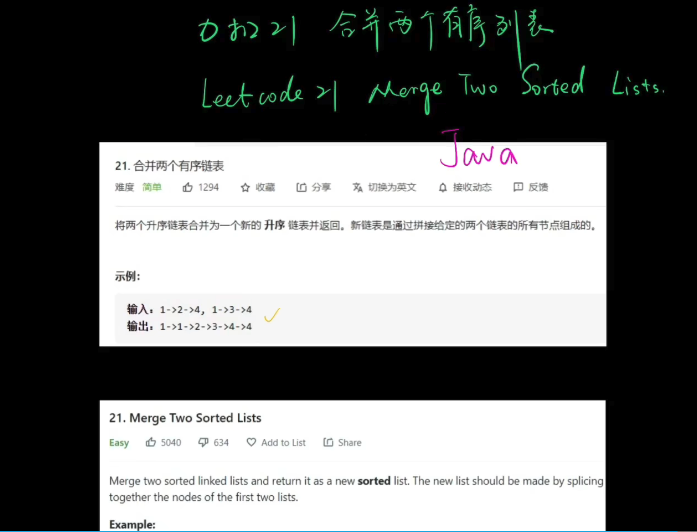 力扣21 合并两个有序列表
Leetcode 21 Merge Two Sorted Lists.
Java
21. 合并两个有序链表
难度 简单 1294 收藏 分享 切换为英文 接收动态 反馈
将两个升序链表合并为一个新的 升序 链表并返回。新链表是通过拼接给定的两个链表的所有节点组成的。
示例：
输入：1->2->4, 1->3->4
输出：1->1->2->3->4->4
21. Merge Two Sorted Lists
Easy 5040 634 Add to List Share
Merge two sorted linked lists and return it as a new sorted list. The new list should be made by splicing
together the nodes of the first two lists.
Example: